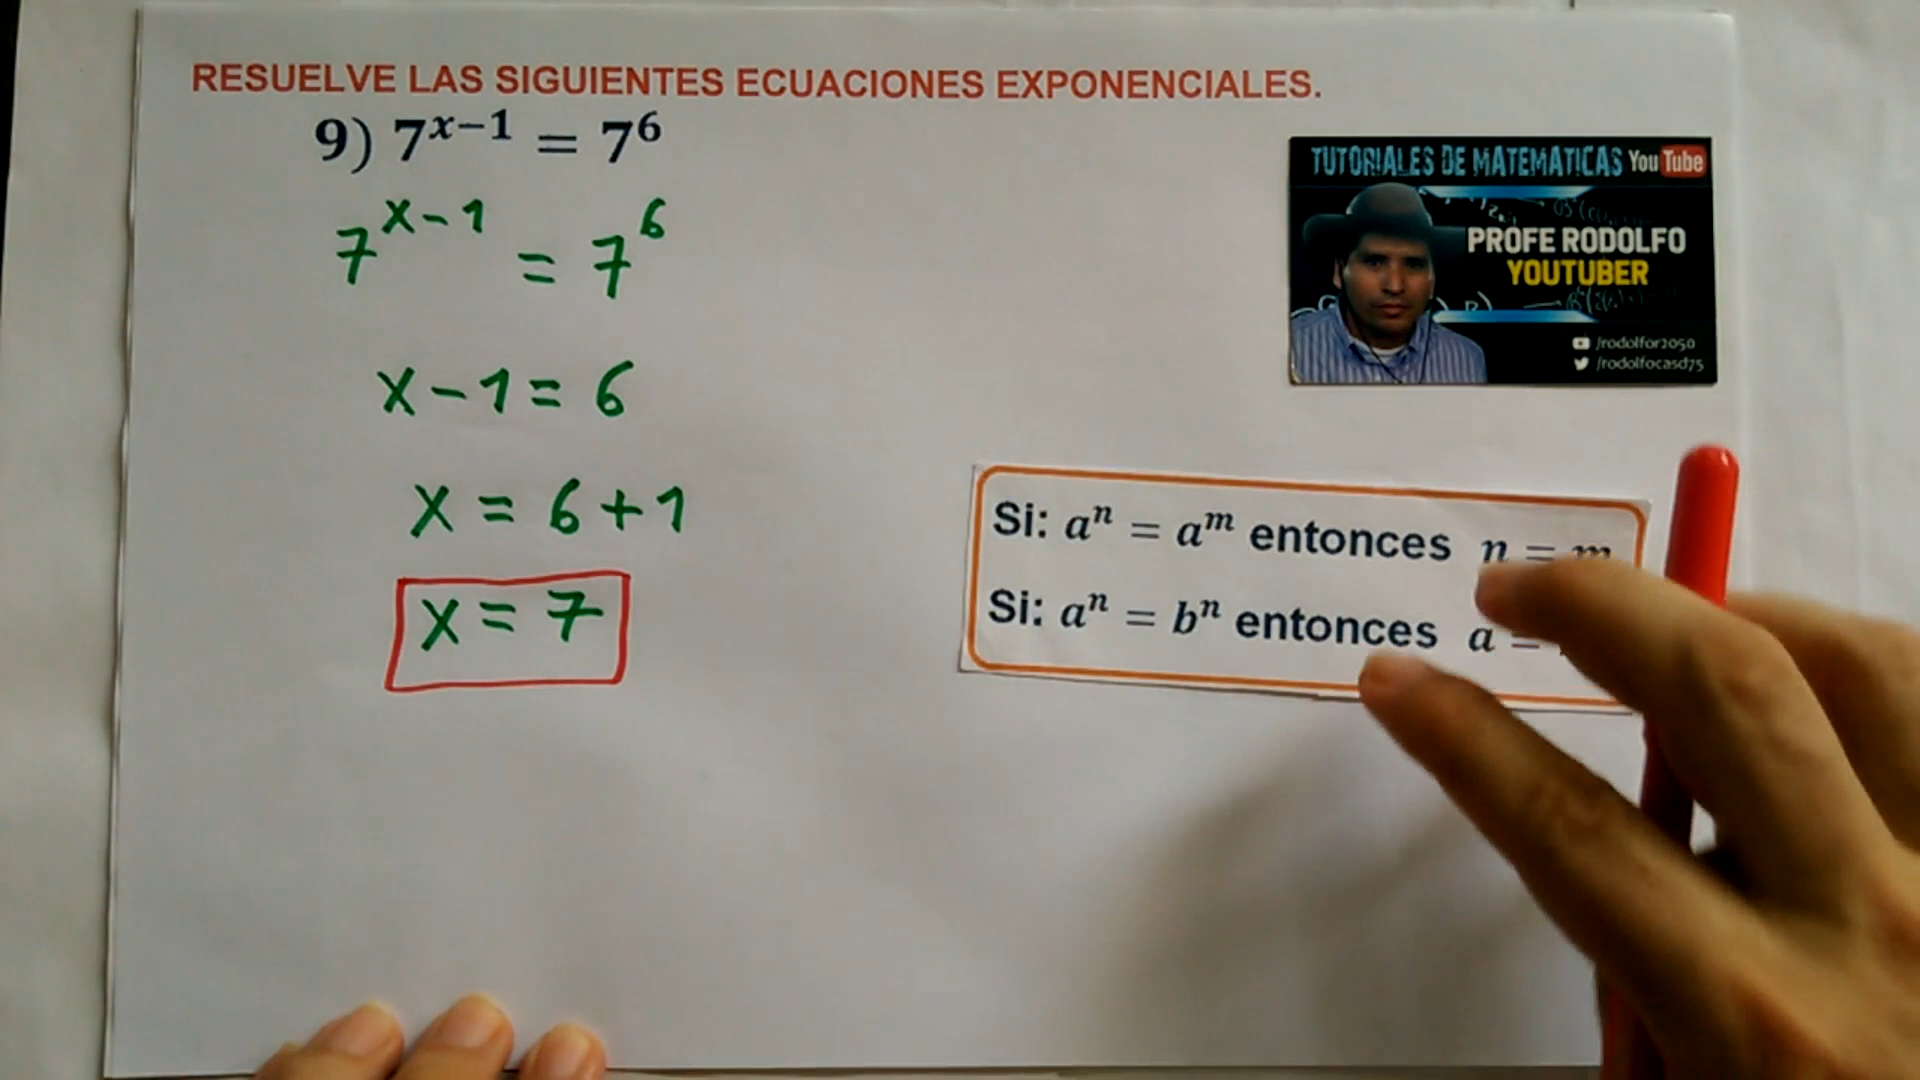 RESUELVE LAS SIGUIENTES ECUACIONES EXPONENCIALES.
9) 7^{x-1} = 7^6
7^{x-1} = 7^6
x - 1 = 6
x = 6 + 1
x = 7
TUTORIALES DE MATEMATICAS YouTube
PROFE RODOLFO
YOUTUBER
/rodolfor2050
/rodolfocasd75
Si: a^n = a^m entonces n = m
Si: a^n = b^n entonces a =